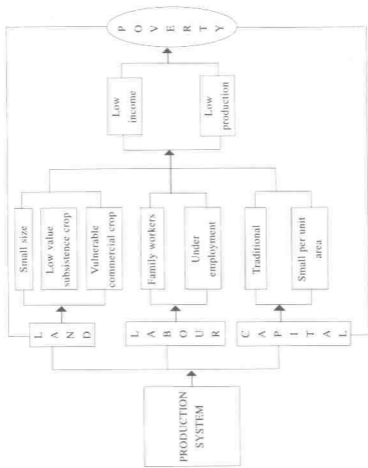 P O V E R T Y
Low
income
Low
production
Small size
Low value
subsistence crop
Vulnerable
commercial crop
Family workers
Under
employment
Traditional
Small per unit
area
L A N D
L A B O U R
C A P I T A L
PRODUCTION
SYSTEM